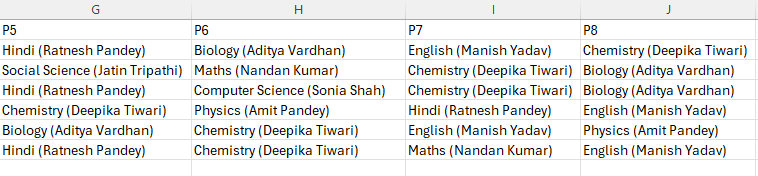 G H I J
P5 P6 P7 P8
Hindi (Ratnesh Pandey) Biology (Aditya Vardhan) English (Manish Yadav) Chemistry (Deepika Tiwari)
Social Science (Jatin Tripathi) Maths (Nandan Kumar) Chemistry (Deepika Tiwari) Biology (Aditya Vardhan)
Hindi (Ratnesh Pandey) Computer Science (Sonia Shah) Chemistry (Deepika Tiwari) Biology (Aditya Vardhan)
Chemistry (Deepika Tiwari) Physics (Amit Pandey) Hindi (Ratnesh Pandey) English (Manish Yadav)
Biology (Aditya Vardhan) Chemistry (Deepika Tiwari) English (Manish Yadav) Physics (Amit Pandey)
Hindi (Ratnesh Pandey) Chemistry (Deepika Tiwari) Maths (Nandan Kumar) English (Manish Yadav)